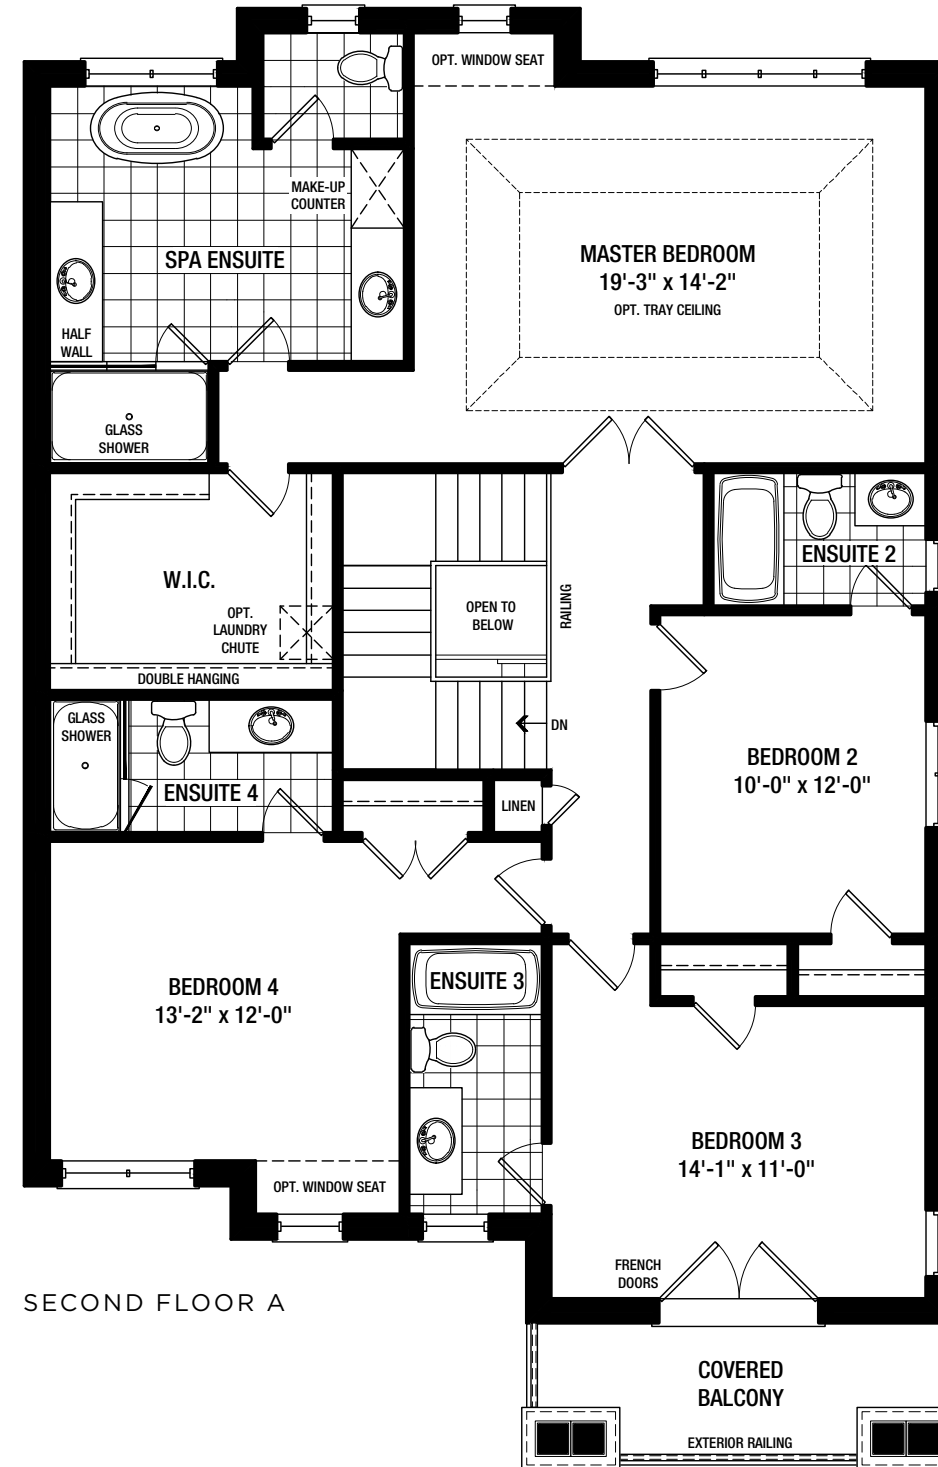 OPT. WINDOW SEAT
MAKE-UP
COUNTER
SPA ENSUITE
MASTER BEDROOM
19'-3" x 14'-2"
OPT. TRAY CEILING
HALF
WALL
GLASS
SHOWER
W.I.C.
OPT.
LAUNDRY
CHUTE
DOUBLE HANGING
OPEN TO
BELOW
RAILING
DN
ENSUITE 2
GLASS
SHOWER
ENSUITE 4
LINEN
BEDROOM 2
10'-0" x 12'-0"
BEDROOM 4
13'-2" x 12'-0"
ENSUITE 3
OPT. WINDOW SEAT
BEDROOM 3
14'-1" x 11'-0"
FRENCH
DOORS
SECOND FLOOR A
COVERED
BALCONY
EXTERIOR RAILING